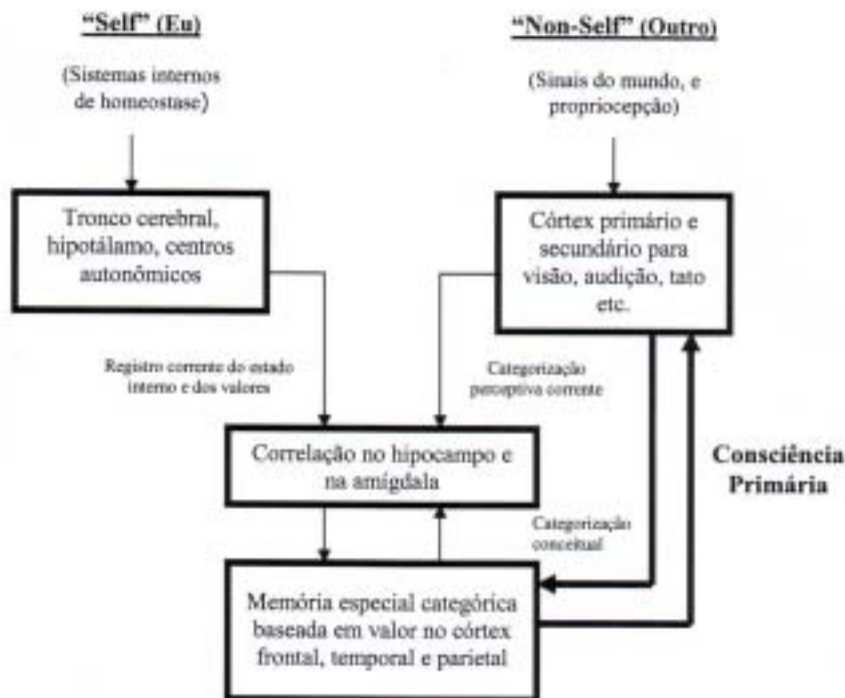 “Self” (Eu)
“Non-Self” (Outro)
(Sistemas internos
de homeostase)
(Sinais do mundo, e
propriocepção)
Tronco cerebral,
hipotálamo, centros
autonômicos
Córtex primário e
secundário para
visão, audição, tato
etc.
Registro corrente do estado
interno e dos valores
Categorização
perceptiva corrente
Correlação no hipocampo e
na amígdala
Consciência
Primária
Categorização
conceitual
Memória especial categórica
baseada em valor no córtex
frontal, temporal e parietal